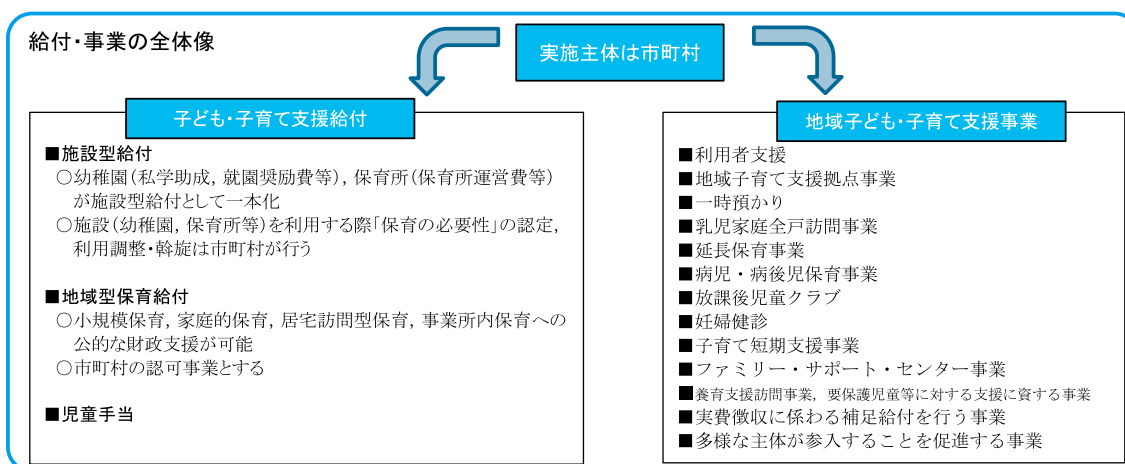 給付・事業の全体像
実施主体は市町村
子ども・子育て支援給付
■施設型給付
○幼稚園(私学助成, 就園奨励費等), 保育所(保育所運営費等)
が施設型給付として一本化
○施設(幼稚園, 保育所等)を利用する際「保育の必要性」の認定,
利用調整・斡旋は市町村が行う
■地域型保育給付
○小規模保育, 家庭的保育, 居宅訪問型保育, 事業所内保育への
公的な財政支援が可能
○市町村の認可事業とする
■児童手当
地域子ども・子育て支援事業
■利用者支援
■地域子育て支援拠点事業
■一時預かり
■乳児家庭全戸訪問事業
■延長保育事業
■病児・病後児保育事業
■放課後児童クラブ
■妊婦健診
■子育て短期支援事業
■ファミリー・サポート・センター事業
■養育支援訪問事業, 要保護児童等に対する支援に資する事業
■実費徴収に係わる補足給付を行う事業
■多様な主体が参入することを促進する事業